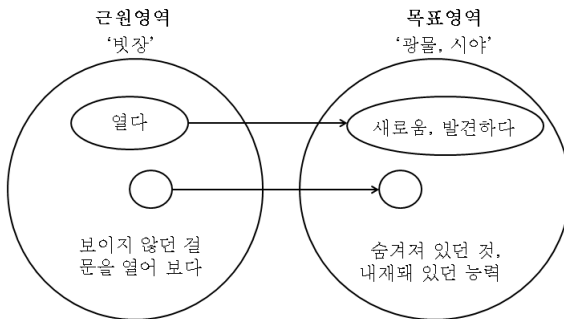 근원영역
'빗장'
목표영역
'광물, 시야'
열다
새로움, 발견하다
보이지 않던 걸
문을 열어 보다
숨겨져 있던 것,
내재돼 있던 능력